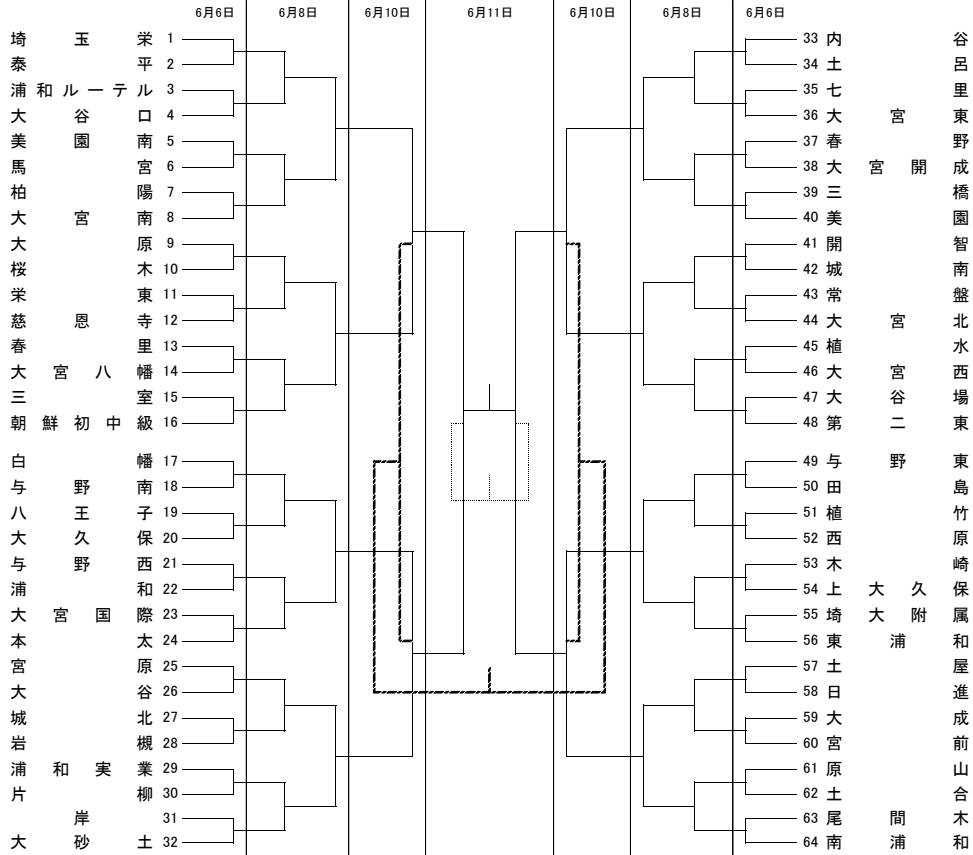 6月6日 6月8日 6月10日 6月11日 6月10日 6月8日 6月6日
埼玉栄 1
泰平 2
浦和ルーテル 3
大谷口 4
美園南 5
馬宮 6
柏陽 7
大宮南 8
大原 9
桜木 10
栄東 11
慈恩寺 12
春里 13
大宮八幡 14
三室 15
朝鮮初中級 16
白幡 17
与野南 18
八王子 19
大久保 20
与野西 21
浦和 22
大宮国際 23
本太 24
宮原 25
大谷 26
城北 27
岩槻 28
浦和実業 29
片柳 30
岸 31
大砂土 32
33 内谷
34 土呂
35 七里
36 大宮東
37 春野
38 大宮開成
39 三橋
40 美園
41 開智
42 城南
43 常盤
44 大宮北
45 植水
46 大宮西
47 大谷場
48 第二東
49 与野東
50 田島
51 植竹
52 西原
53 木崎
54 上大久保
55 埼大附属
56 東浦和
57 土屋
58 日進
59 大成
60 宮前
61 原山
62 土合
63 尾間木
64 南浦和